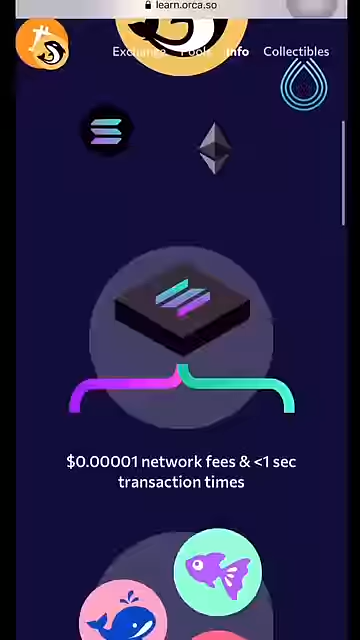 learn.orca.so
Exchange Pools Info Collectibles
$0.00001 network fees & <1 sec
transaction times